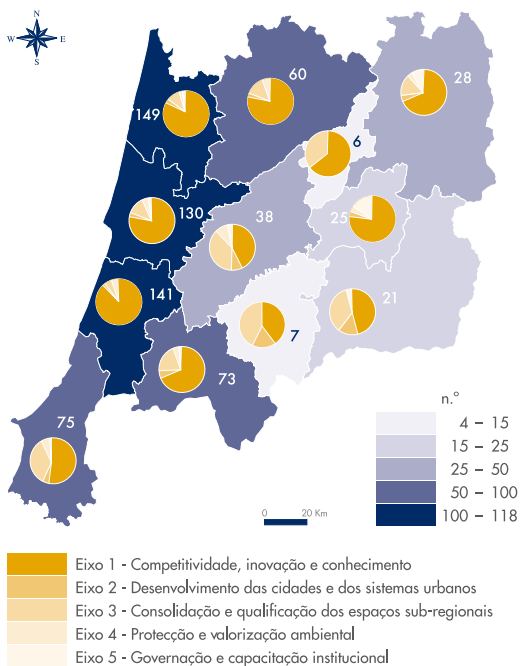 N
W E
S
60
28
149
6
130
38
25
141
21
7
73
75
n.º
4 – 15
15 – 25
25 – 50
50 – 100
100 – 118
0 20 Km
Eixo 1 - Competitividade, inovação e conhecimento
Eixo 2 - Desenvolvimento das cidades e dos sistemas urbanos
Eixo 3 - Consolidação e qualificação dos espaços sub-regionais
Eixo 4 - Protecção e valorização ambiental
Eixo 5 - Governação e capacitação institucional